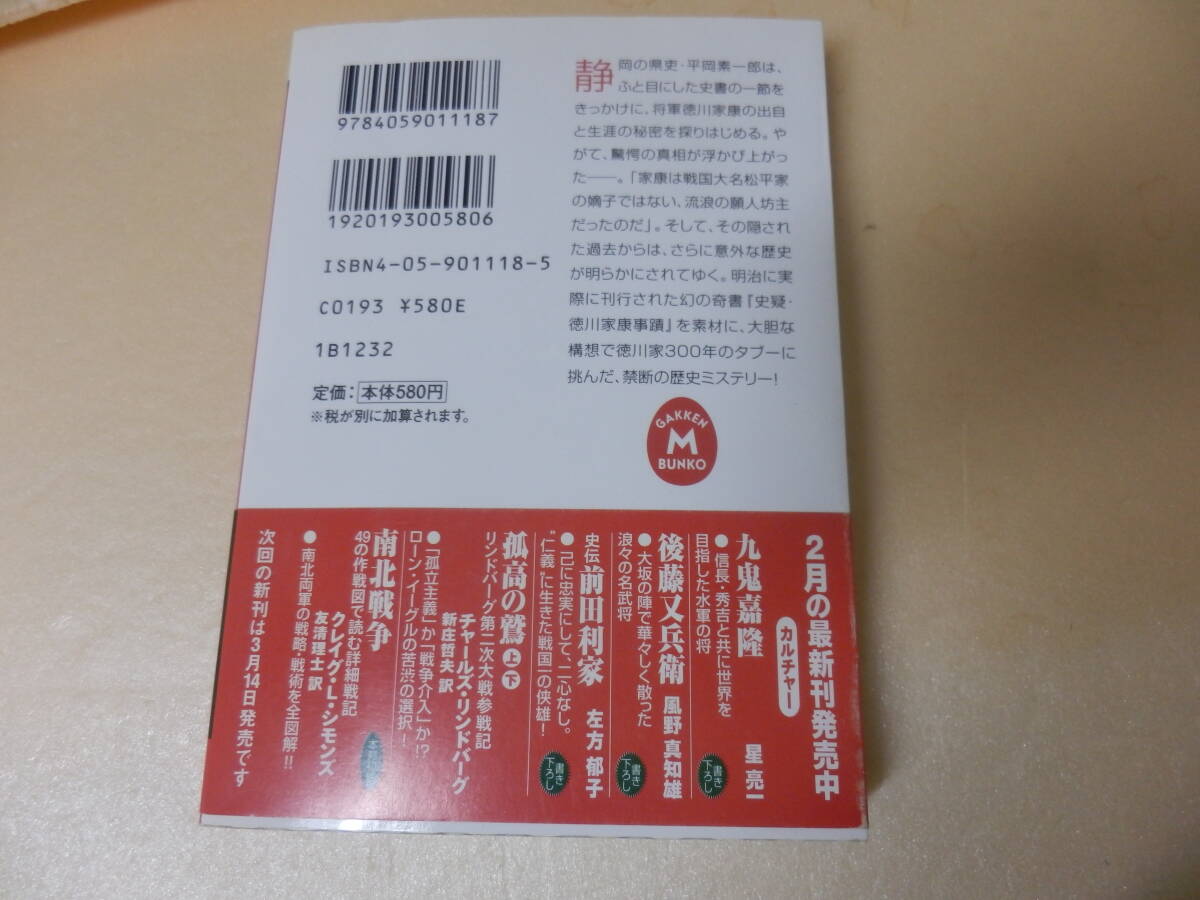 9784059011187
1920193005806
ISBN4-05-901118-5
C0193 ¥580E
1B1232
定価：本体580円
※税が別に加算されます。
静岡の県吏・平岡素一郎は、
ふと目にした史書の一節を
きっかけに、将軍徳川家康の出自
と生涯の秘密を探りはじめる。や
がて、驚愕の真相が浮かび上がっ
た――。「家康は戦国大名松平家
の嫡子ではない、流浪の願人坊主
だったのだ」。そして、その隠され
た過去からは、さらに意外な歴史
が明らかにされてゆく。明治に実
際に刊行された幻の奇書『史疑・
徳川家康事蹟』を素材に、大胆な
構想で徳川家300年のタブーに
挑んだ、禁断の歴史ミステリー！
GAKKEN
M
BUNKO
2月の最新刊発売中
カルチャー
九鬼嘉隆 星 亮一
●信長・秀吉と共に世界を
目指した水軍の将
書き下ろし
後藤又兵衛 風野真知雄
●大坂の陣で華々しく散った
浪々の名武将
書き下ろし
史伝 前田利家 左方郁子
●己に忠実にして、二心なし。
“仁義”に生きた戦国一の侠雄！
書き下ろし
孤高の鷲 上 下
リンドバーグ第二次大戦参戦記
チャールズ・リンドバーグ
新庄哲夫 訳
●「孤立主義」か「戦争介入」か!?
ローン・イーグルの苦渋の選択！
南北戦争
49の作戦図で読む詳細戦記
クレイグ・L・シモンズ
友清理士 訳
●南北両軍の戦略・戦術を全図解!!
次回の新刊は3月14日発売です